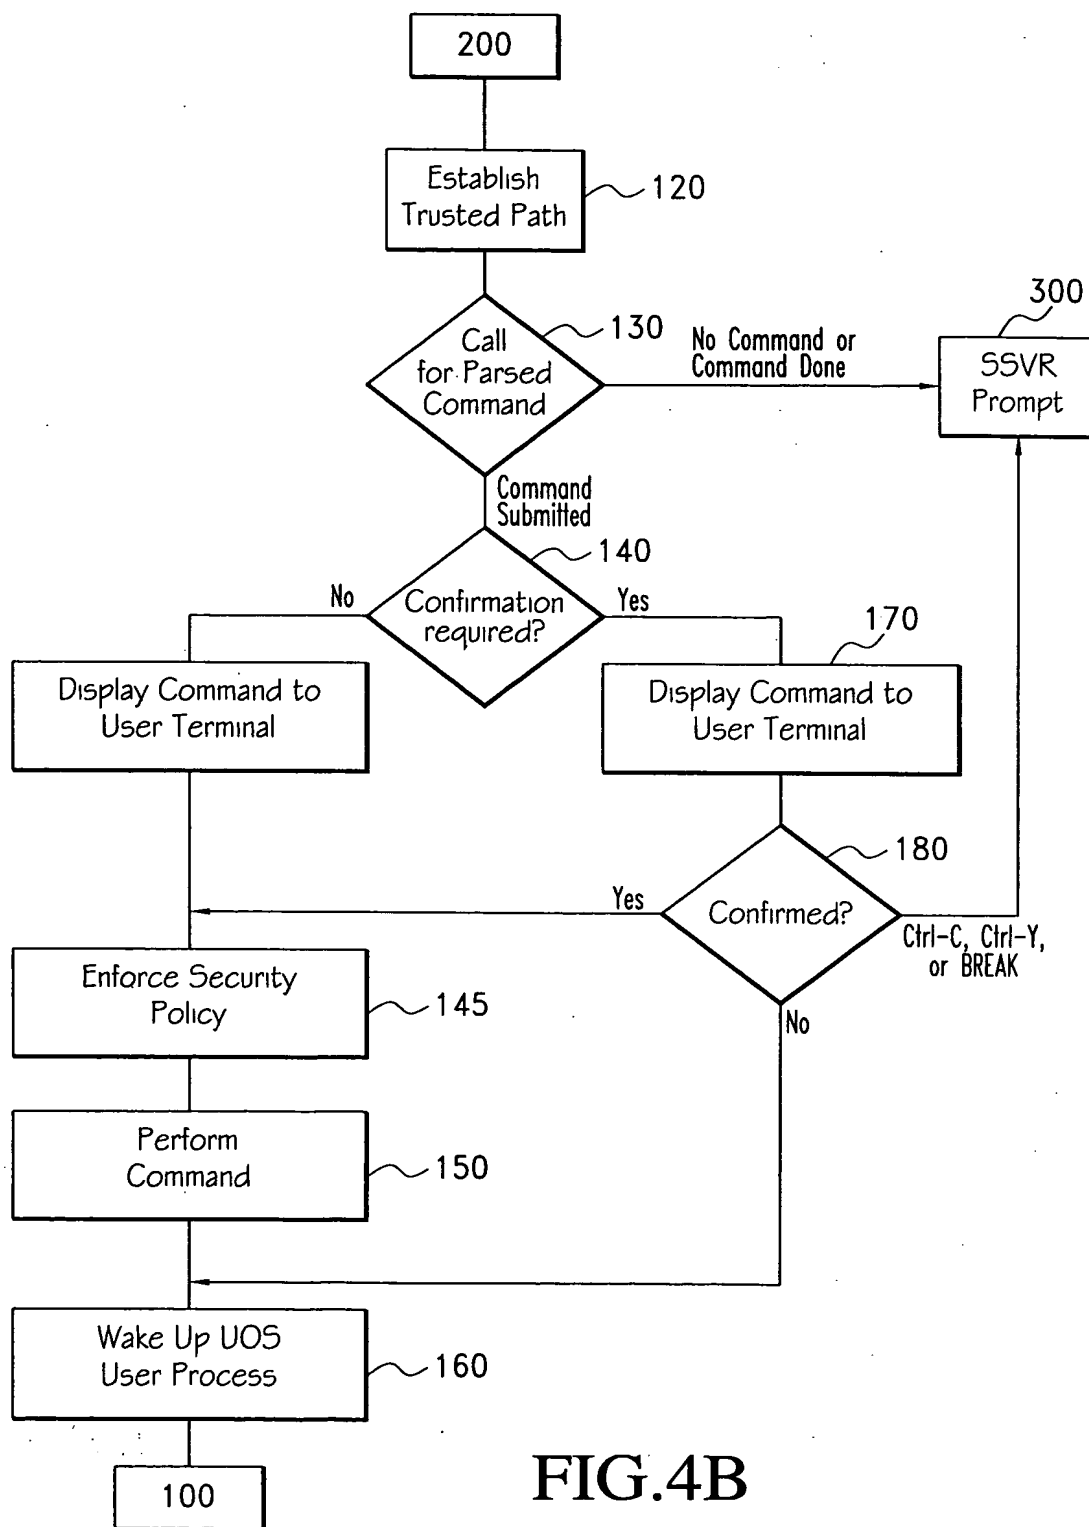 200
Establish
Trusted Path
120
Call
for Parsed
Command
130
No Command or
Command Done
300
SSVR
Prompt
Command
Submitted
140
No
Confirmation
required?
Yes
170
Display Command to
User Terminal
Display Command to
User Terminal
180
Yes
Confirmed?
Ctrl-C, Ctrl-Y,
or BREAK
Enforce Security
Policy
145
No
Perform
Command
150
Wake Up UOS
User Process
160
100
FIG.4B